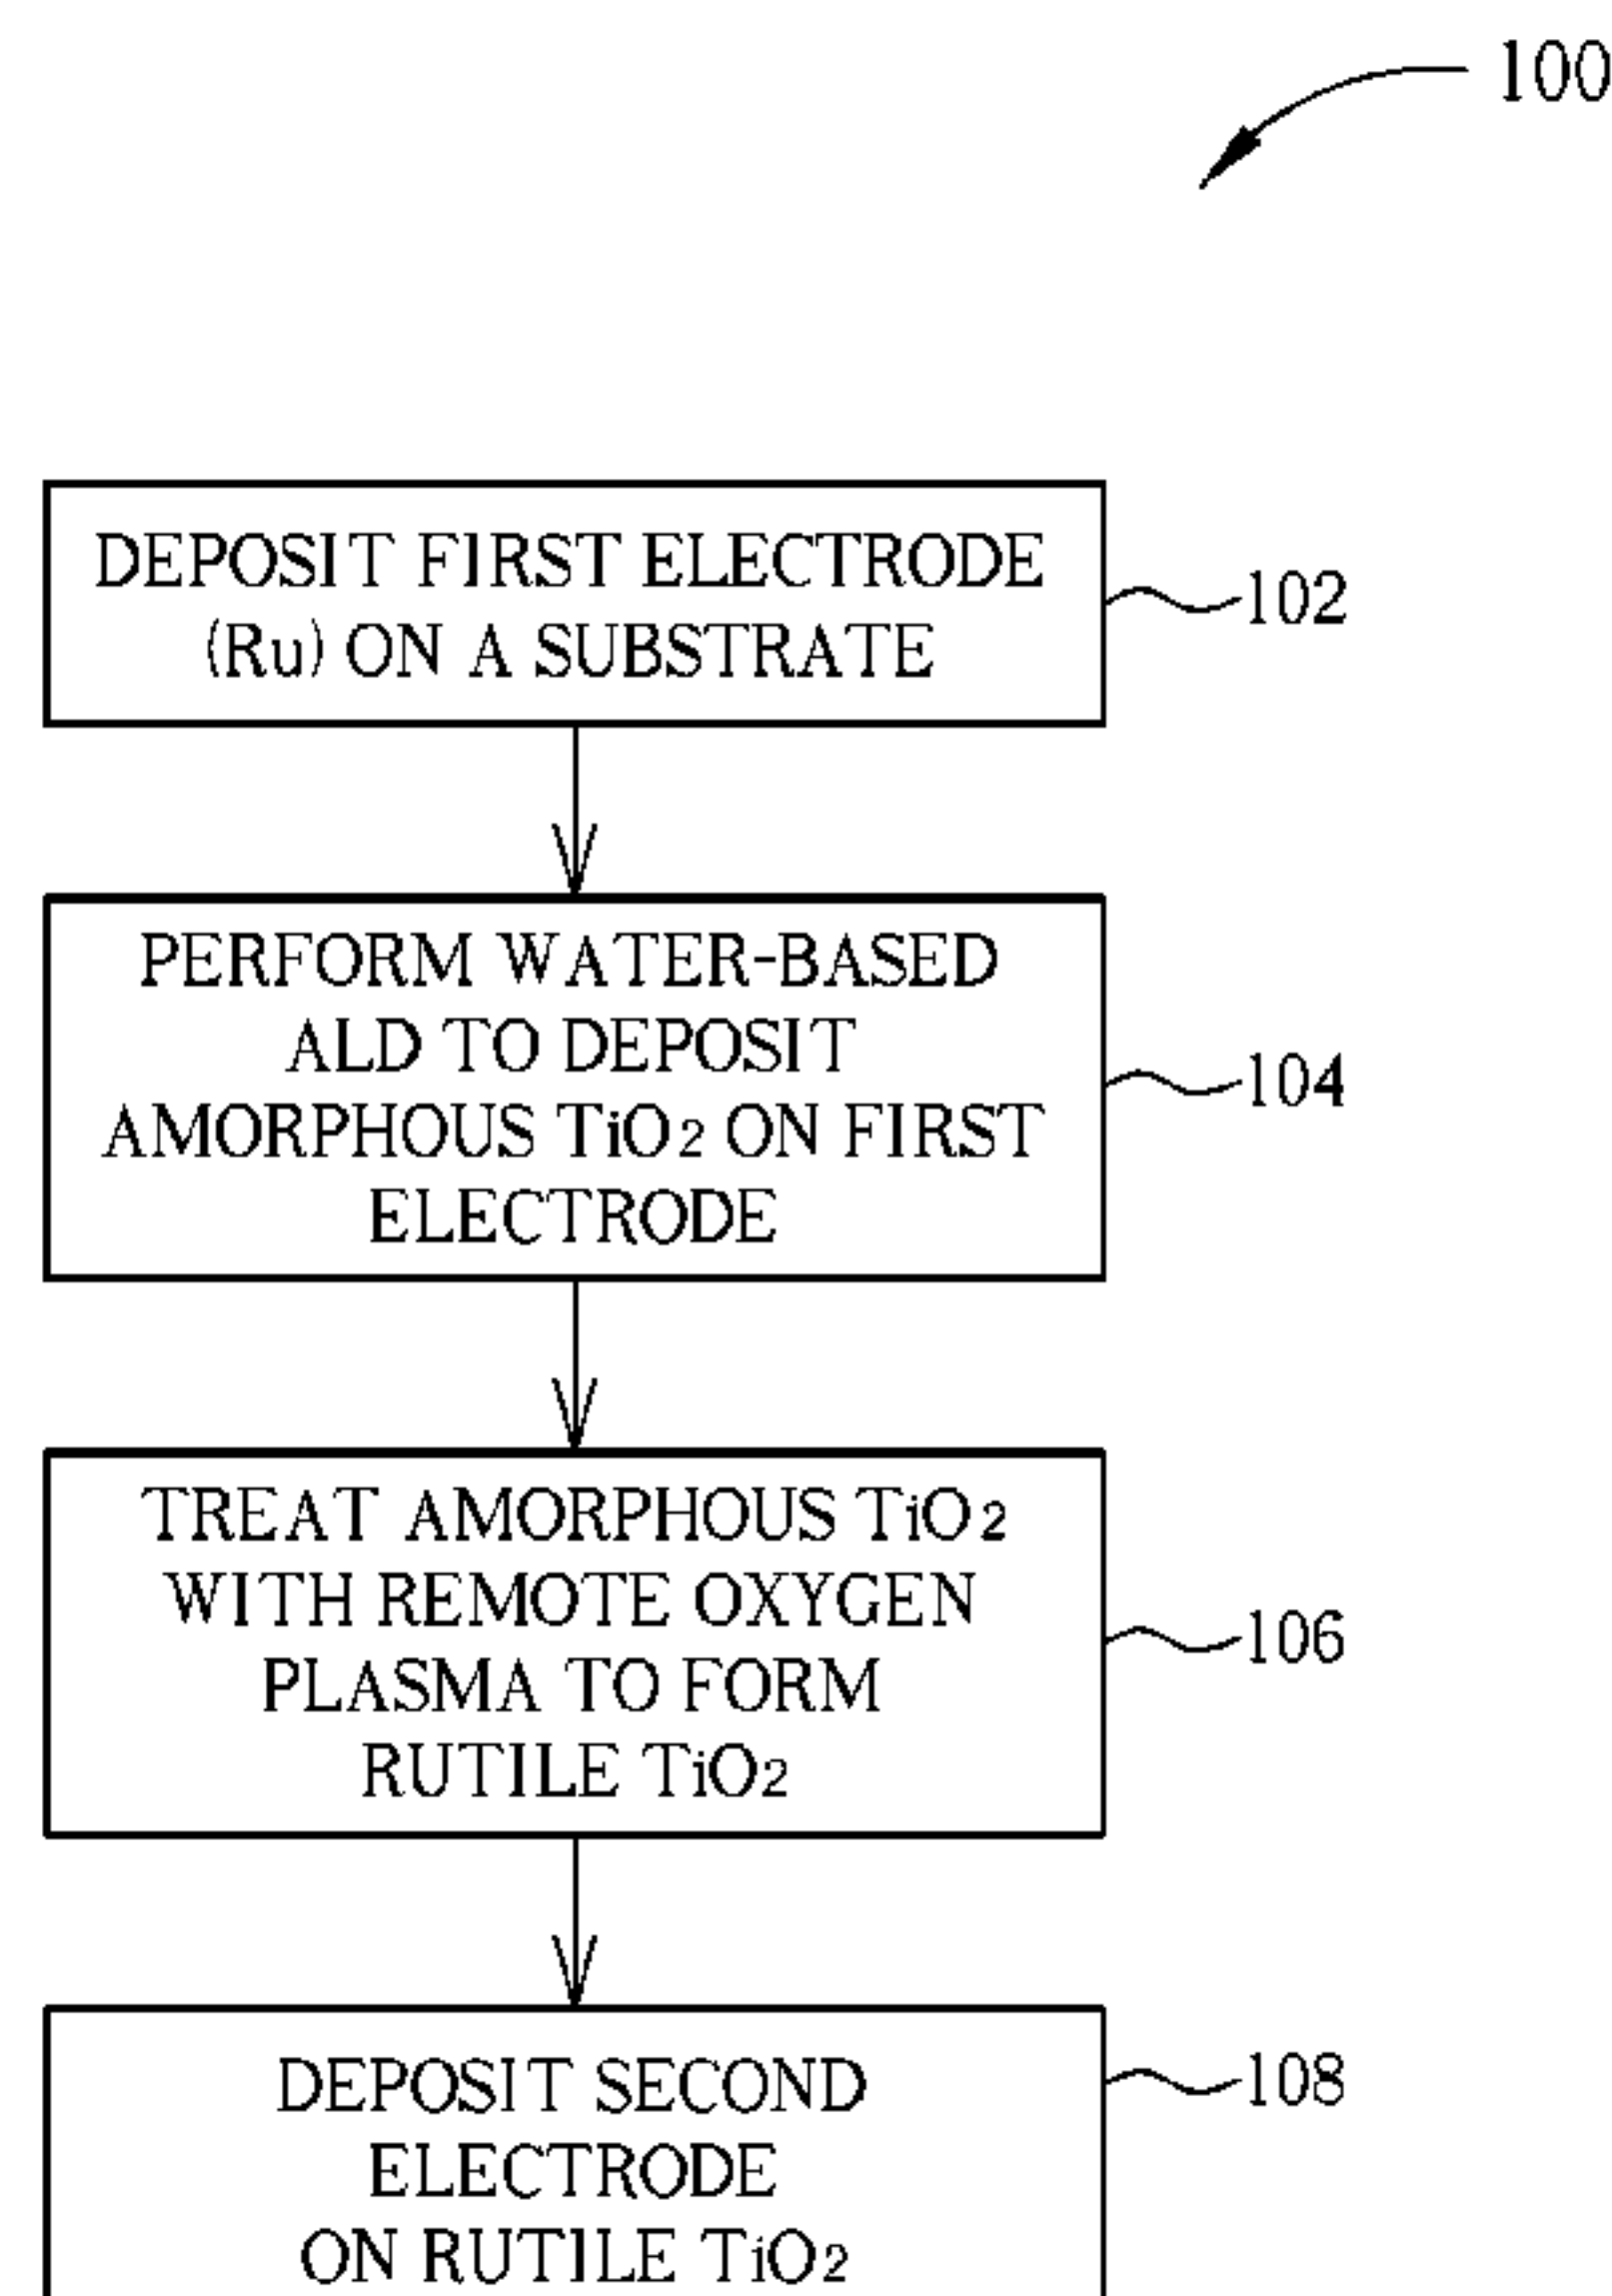 100
DEPOSIT FIRST ELECTRODE
(Ru) ON A SUBSTRATE
102
PERFORM WATER-BASED
ALD TO DEPOSIT
AMORPHOUS TiO2 ON FIRST
ELECTRODE
104
TREAT AMORPHOUS TiO2
WITH REMOTE OXYGEN
PLASMA TO FORM
RUTILE TiO2
106
DEPOSIT SECOND
ELECTRODE
ON RUTILE TiO2
108